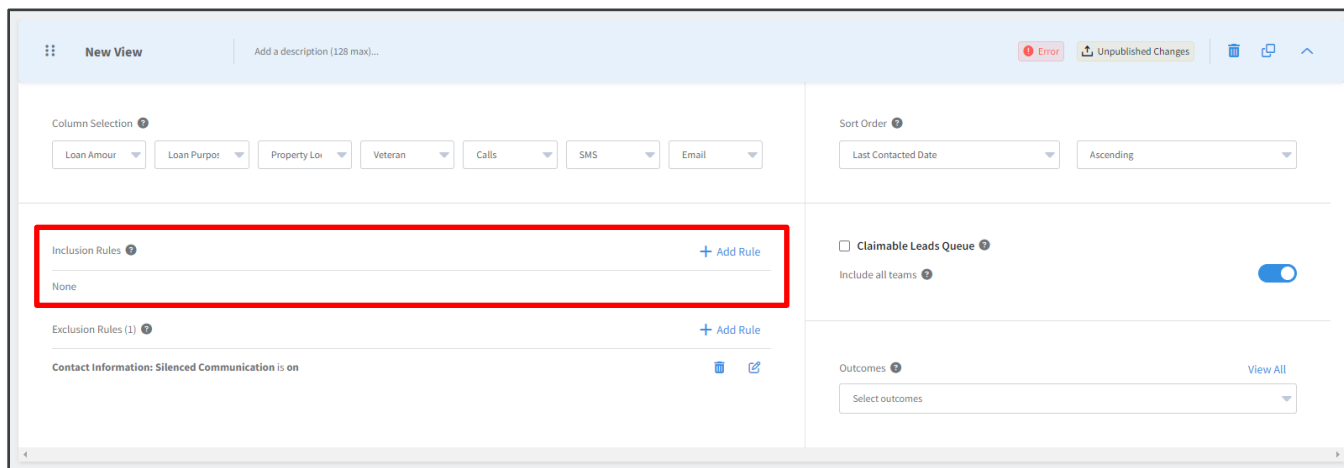 New View
Add a description (128 max)...
Error
Unpublished Changes
Column Selection
Loan Amour
Loan Purpos
Property Loc
Veteran
Calls
SMS
Email
Sort Order
Last Contacted Date
Ascending
Inclusion Rules
+ Add Rule
None
Exclusion Rules (1)
+ Add Rule
Contact Information: Silenced Communication is on
Claimable Leads Queue
Include all teams
Outcomes
View All
Select outcomes